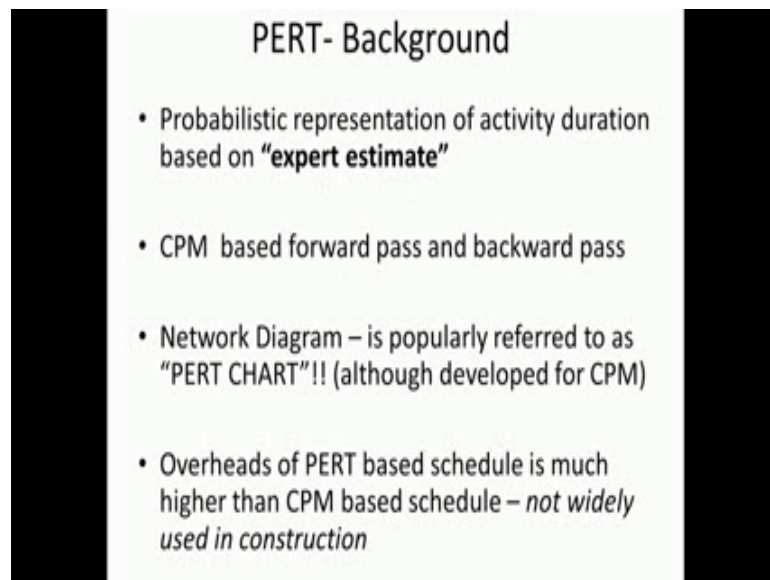 PERT- Background
• Probabilistic representation of activity duration
based on “expert estimate”
• CPM based forward pass and backward pass
• Network Diagram – is popularly referred to as
“PERT CHART”!! (although developed for CPM)
• Overheads of PERT based schedule is much
higher than CPM based schedule – not widely
used in construction